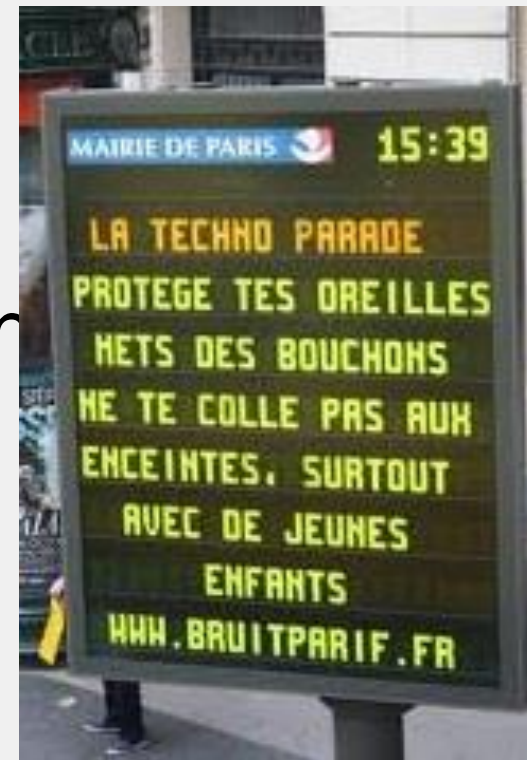 MAIRIE DE PARIS 15:39
LA TECHNO PARADE
PROTEGE TES OREILLES
METS DES BOUCHONS
NE TE COLLE PAS AUX
ENCEINTES. SURTOUT
AVEC DE JEUNES
ENFANTS
WWW.BRUITPARIF.FR